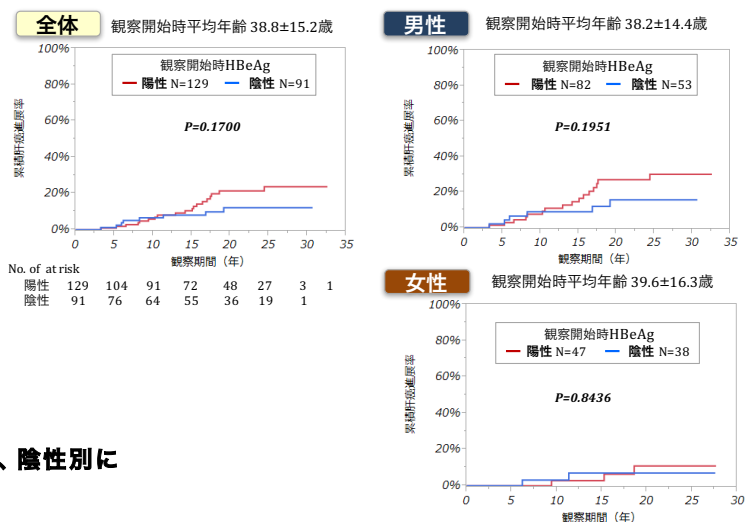 全体 観察開始時平均年齢 38.8±15.2歳
100%
80%
60%
40%
20%
0%
累積肝癌進展率
観察開始時HBeAg
陽性 N=129 陰性 N=91
P=0.1700
0 5 10 15 20 25 30 35
観察期間（年）
No. of at risk
陽性 129 104 91 72 48 27 3 1
陰性 91 76 64 55 36 19 1
男性 観察開始時平均年齢 38.2±14.4歳
100%
80%
60%
40%
20%
0%
累積肝癌進展率
観察開始時HBeAg
陽性 N=82 陰性 N=53
P=0.1951
0 5 10 15 20 25 30 35
観察期間（年）
女性 観察開始時平均年齢 39.6±16.3歳
100%
80%
60%
40%
20%
0%
累積肝癌進展率
観察開始時HBeAg
陽性 N=47 陰性 N=38
P=0.8436
0 5 10 15 20 25 30
観察期間（年）
、陰性別に